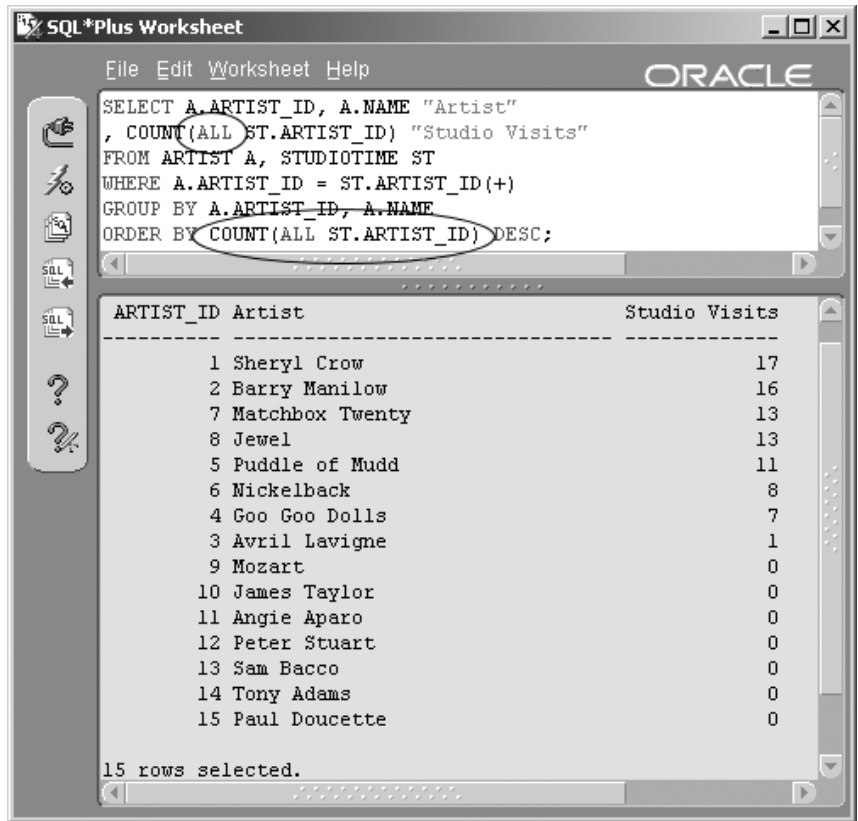 SQL*Plus Worksheet
File Edit Worksheet Help
ORACLE
SELECT A.ARTIST_ID, A.NAME "Artist"
, COUNT(ALL ST.ARTIST_ID) "Studio Visits"
FROM ARTIST A, STUDIOTIME ST
WHERE A.ARTIST_ID = ST.ARTIST_ID(+)
GROUP BY A.ARTIST_ID, A.NAME
ORDER BY COUNT(ALL ST.ARTIST_ID) DESC;
SQL
SQL
ARTIST_ID Artist Studio Visits
---------- -------------------------------- -------------
1 Sheryl Crow 17
2 Barry Manilow 16
7 Matchbox Twenty 13
8 Jewel 13
5 Puddle of Mudd 11
6 Nickelback 8
4 Goo Goo Dolls 7
3 Avril Lavigne 1
9 Mozart 0
10 James Taylor 0
11 Angie Aparo 0
12 Peter Stuart 0
13 Sam Bacco 0
14 Tony Adams 0
15 Paul Doucette 0
15 rows selected.